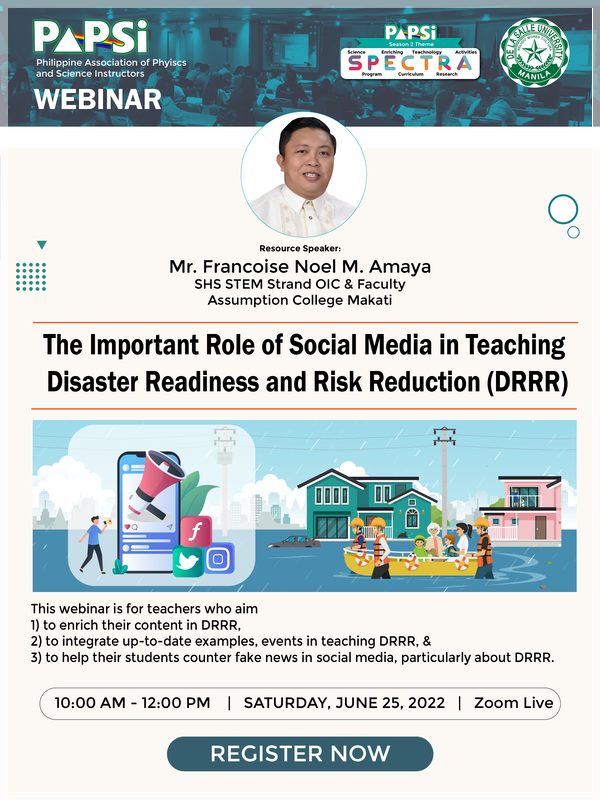 PAPSi
Philippine Association of Phyiscs
and Science Instructors
WEBINAR
PAPSi
Season 2 Theme
Science Enriching Technology Activities
SPECTRA
Program Curriculum Research
DE LA SALLE UNIVERSITY
MANILA
Resource Speaker:
Mr. Francoise Noel M. Amaya
SHS STEM Strand OIC & Faculty
Assumption College Makati
The Important Role of Social Media in Teaching
Disaster Readiness and Risk Reduction (DRRR)
f
This webinar is for teachers who aim
1) to enrich their content in DRRR,
2) to integrate up-to-date examples, events in teaching DRRR, &
3) to help their students counter fake news in social media, particularly about DRRR.
10:00 AM - 12:00 PM | SATURDAY, JUNE 25, 2022 | Zoom Live
REGISTER NOW